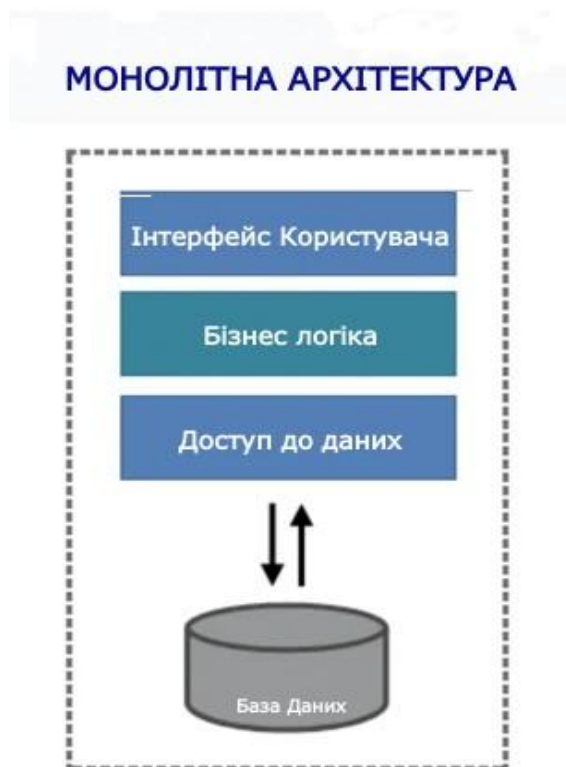 МОНОЛІТНА АРХІТЕКТУРА
Інтерфейс Користувача
Бізнес логіка
Доступ до даних
База Даних